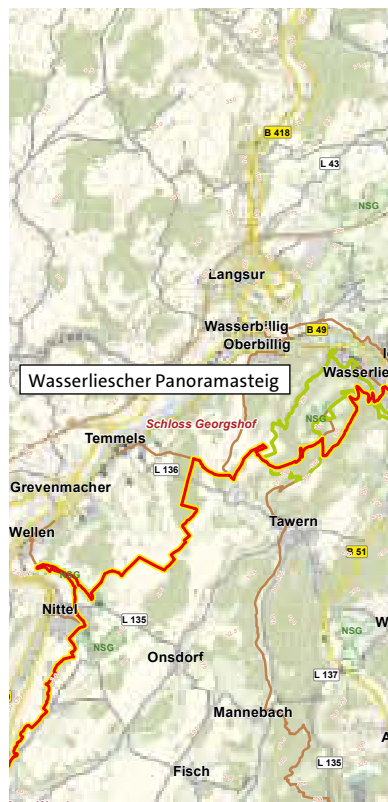 B 418
L 43
NSG
Langsur
Wasserbillig
B 49
Oberbillig
Wasserlie
Wasserliescher Panoramasteig
NSG
Schloss Georgshof
Temmels
L 136
Grevenmacher
Tawern
Wellen
B 51
NSG
Nittel
L 135
NSG
NSG
W
Onsdorf
L 137
Mannebach
A
L 135
Fisch